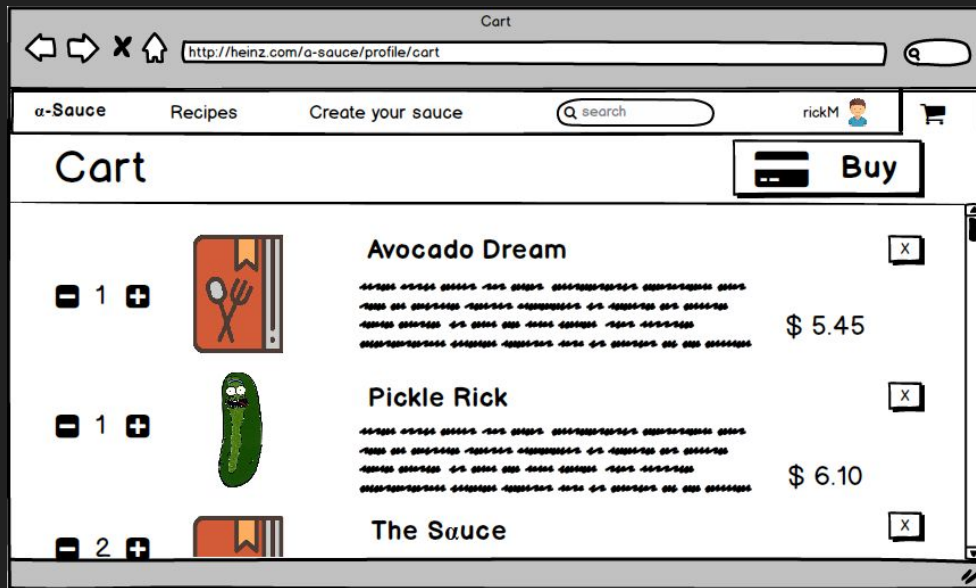 Cart
http://heinz.com/a-sauce/profile/cart
α-Sauce Recipes Create your sauce search rickM
Cart
Buy
Avocado Dream
X
1
$ 5.45
Pickle Rick
X
1
$ 6.10
The Sαuce
X
2